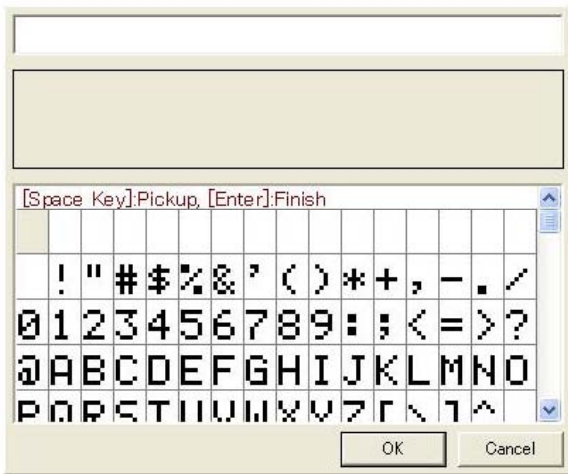 [Space Key]:Pickup, [Enter]:Finish
! " # $ % & ' ( ) * + , - . /
0 1 2 3 4 5 6 7 8 9 : ; < = > ?
@ A B C D E F G H I J K L M N O
P Q R S T U V W X Y Z [ \ ] ^
OK Cancel